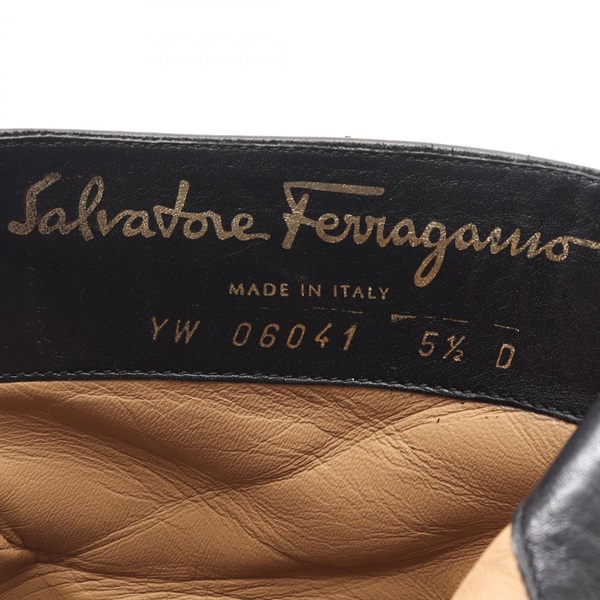 Salvatore Ferragamo
MADE IN ITALY
YW 06041 5½ D